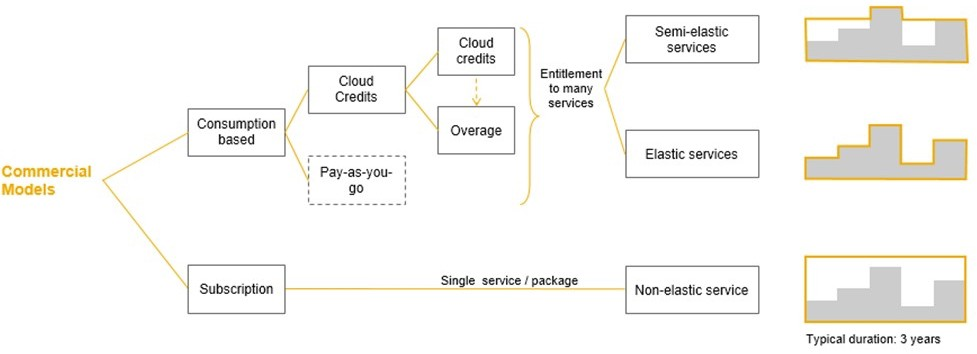 Commercial
Models
Consumption
based
Subscription
Cloud
Credits
Pay-as-you-
go
Cloud
credits
Overage
Entitlement
to many
services
Single service / package
Semi-elastic
services
Elastic services
Non-elastic service
Typical duration: 3 years